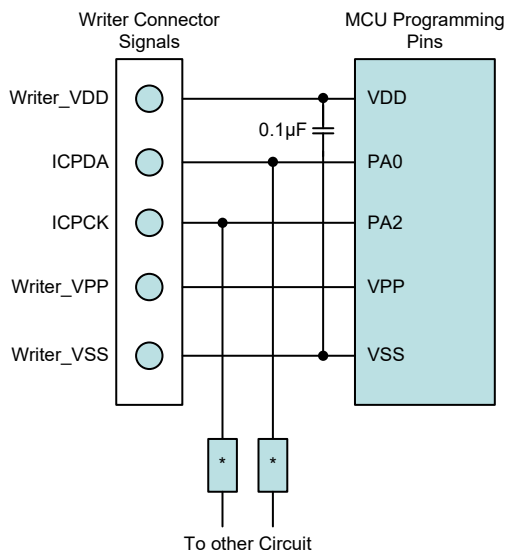 Writer Connector
Signals
MCU Programming
Pins
Writer_VDD
VDD
0.1µF
ICPDA
PA0
ICPCK
PA2
Writer_VPP
VPP
Writer_VSS
VSS
*
*
To other Circuit